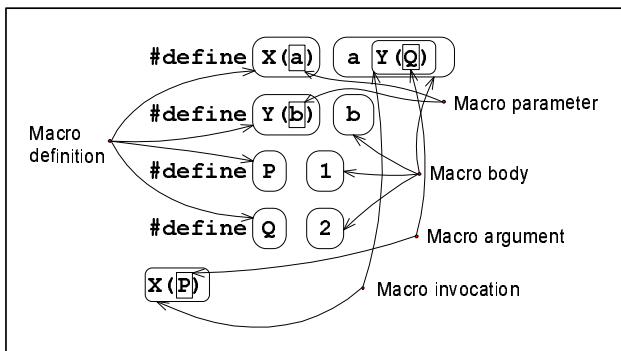 #define X(a) a Y(Q)
#define Y(b) b
Macro parameter
Macro
definition
#define P 1
Macro body
#define Q 2
Macro argument
X(P)
Macro invocation